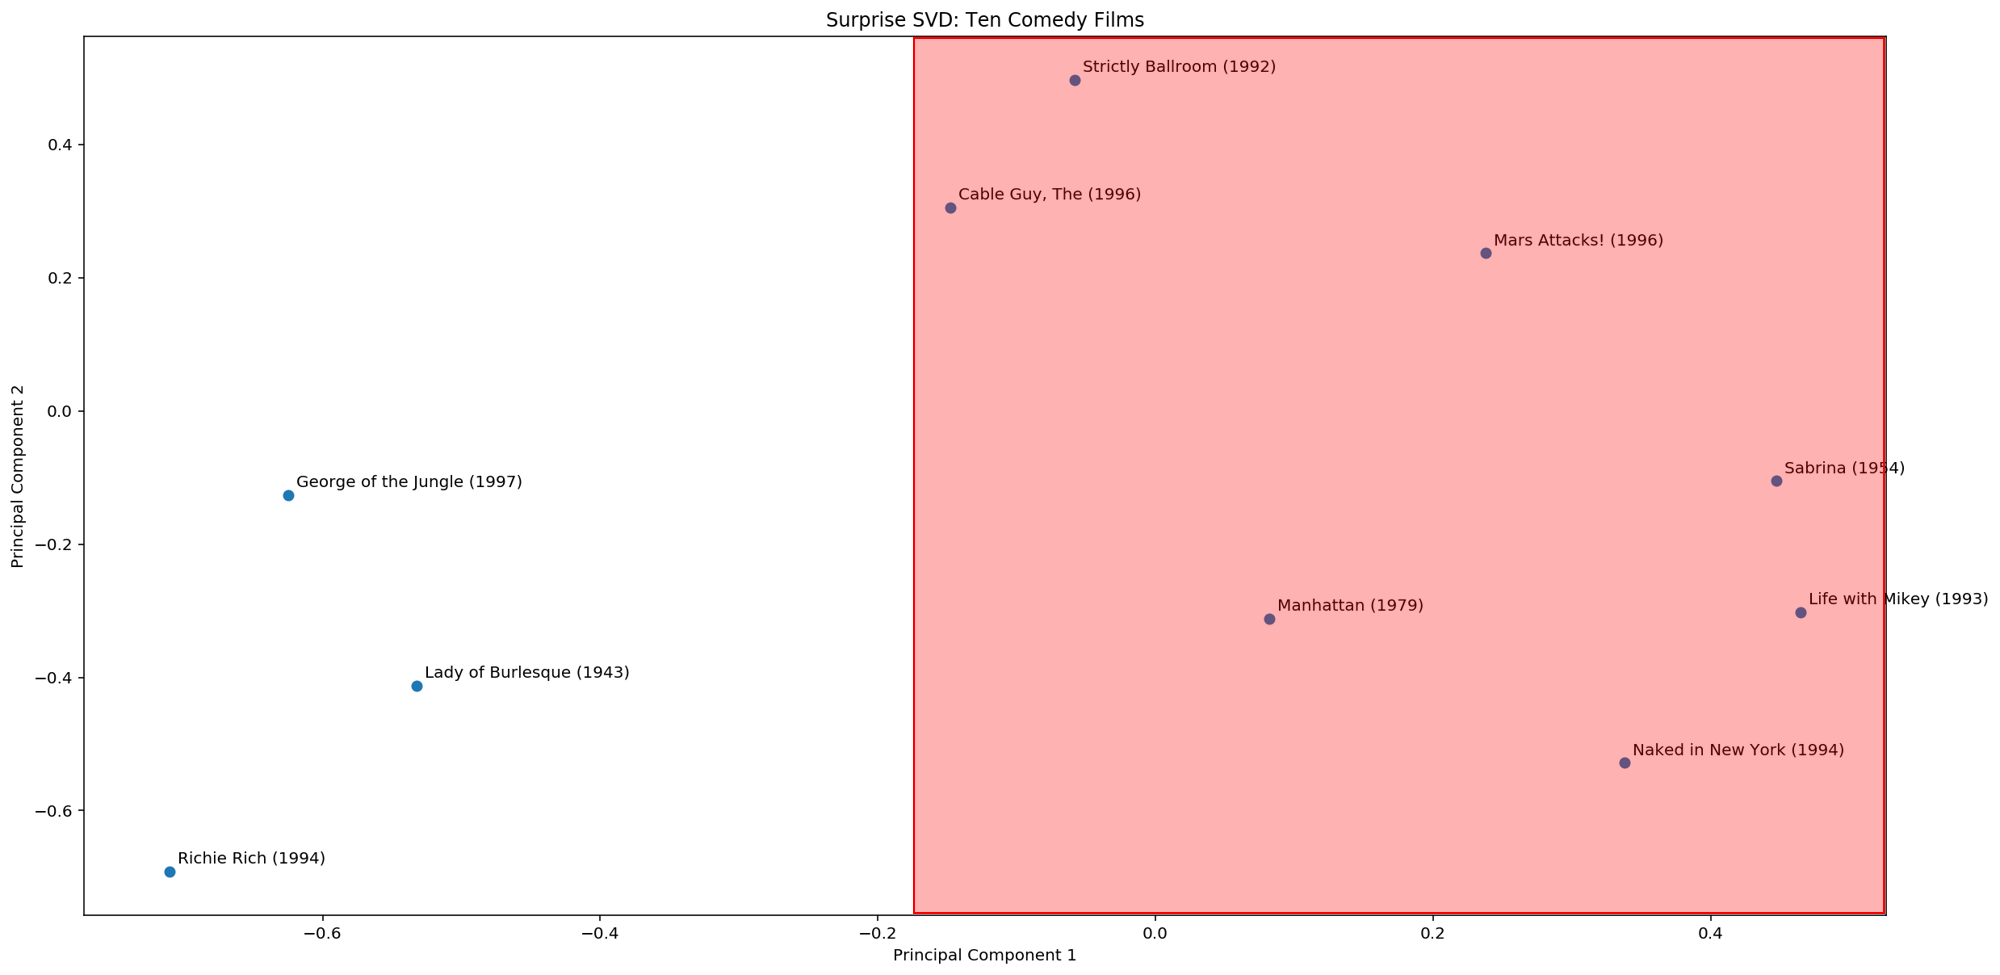 Surprise SVD: Ten Comedy Films
Strictly Ballroom (1992)
Cable Guy, The (1996)
Mars Attacks! (1996)
Sabrina (1954)
George of the Jungle (1997)
Life with Mikey (1993)
Manhattan (1979)
Lady of Burlesque (1943)
Naked in New York (1994)
Richie Rich (1994)
Principal Component 2
0.4
0.2
0.0
−0.2
−0.4
−0.6
−0.6 −0.4 −0.2 0.0 0.2 0.4
Principal Component 1